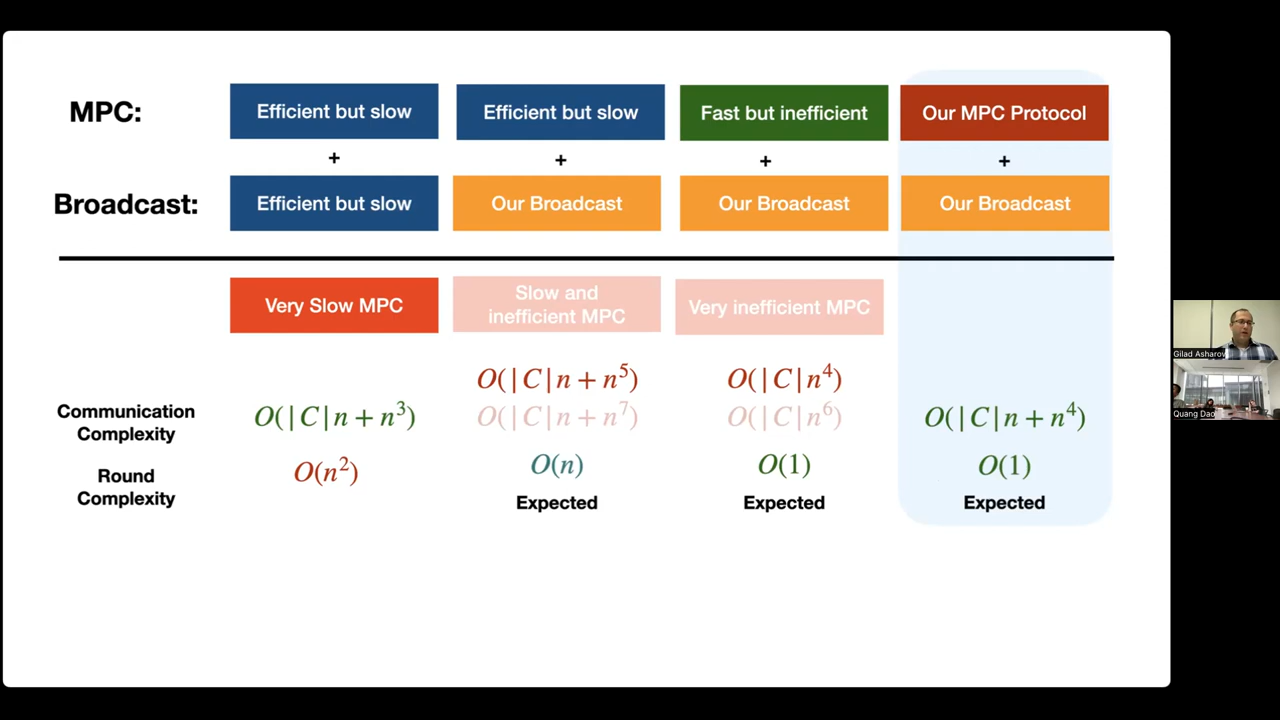 MPC:
Efficient but slow
Efficient but slow
Fast but inefficient
Our MPC Protocol
+
+
+
+
Broadcast:
Efficient but slow
Our Broadcast
Our Broadcast
Our Broadcast
Very Slow MPC
Slow and
inefficient MPC
Very inefficient MPC
O(|C|n + n⁵)
O(|C|n⁴)
Communication
Complexity
O(|C|n + n³)
O(|C|n + n⁷)
O(|C|n⁶)
O(|C|n + n⁴)
Round
Complexity
O(n²)
O(n)
O(1)
O(1)
Expected
Expected
Expected
Gilad Asharov
Quang Dao